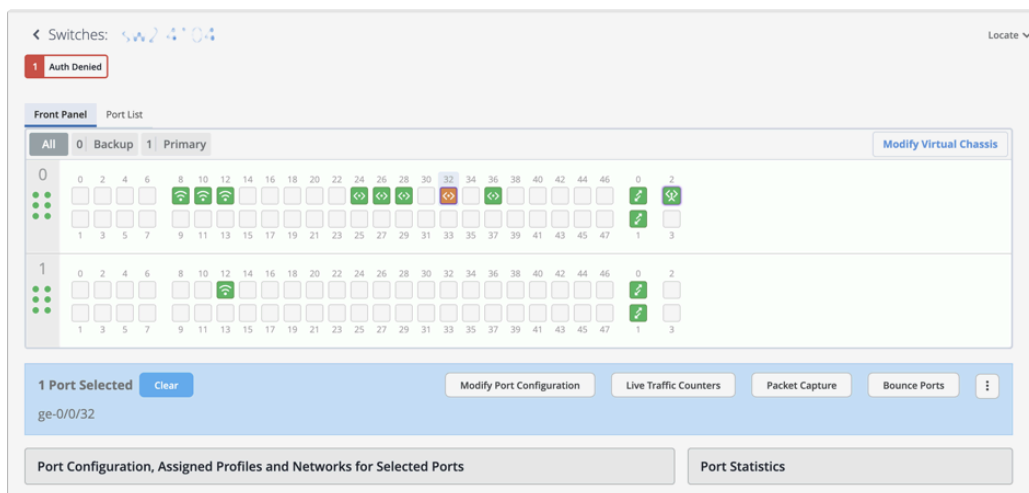 Switches:
Locate
1 Auth Denied
Front Panel Port List
All 0 Backup 1 Primary Modify Virtual Chassis
0
0 2 4 6 8 10 12 14 16 18 20 22 24 26 28 30 32 34 36 38 40 42 44 46 0 2
1 3 5 7 9 11 13 15 17 19 21 23 25 27 29 31 33 35 37 39 41 43 45 47 1 3
1
0 2 4 6 8 10 12 14 16 18 20 22 24 26 28 30 32 34 36 38 40 42 44 46 0 2
1 3 5 7 9 11 13 15 17 19 21 23 25 27 29 31 33 35 37 39 41 43 45 47 1 3
1 Port Selected Clear Modify Port Configuration Live Traffic Counters Packet Capture Bounce Ports
ge-0/0/32
Port Configuration, Assigned Profiles and Networks for Selected Ports Port Statistics